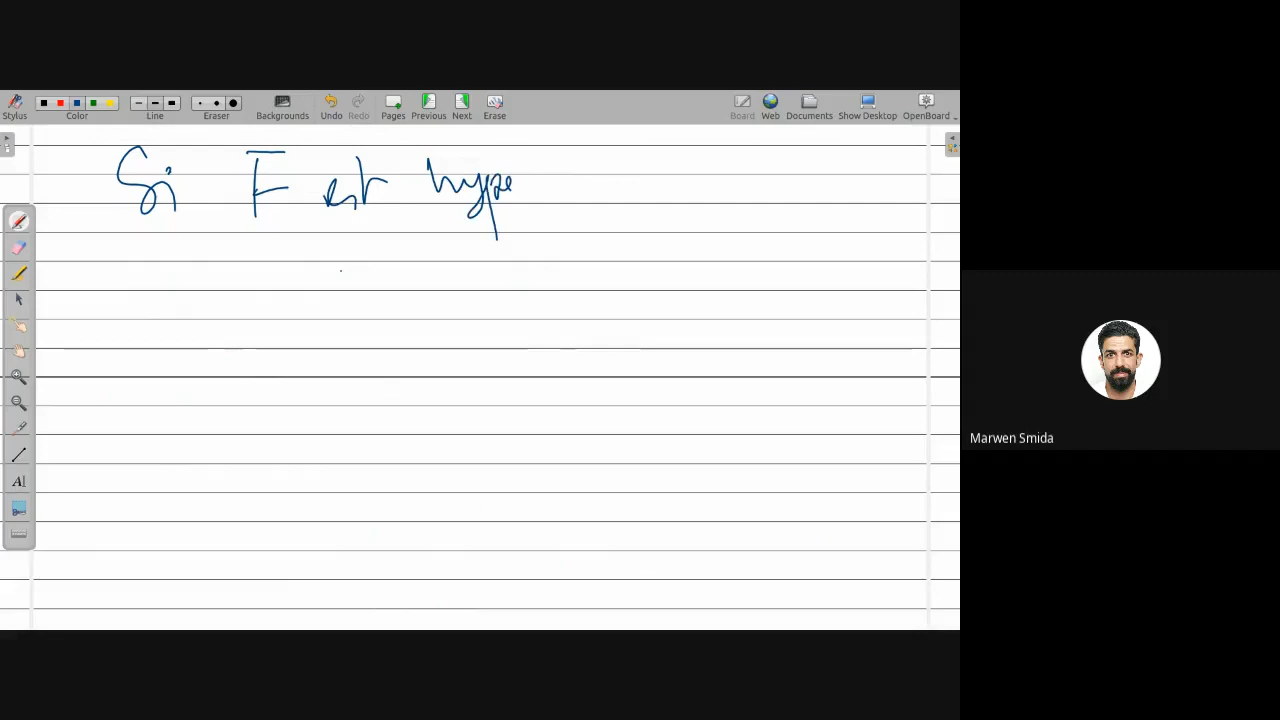 Stylus Color Line Eraser Backgrounds Undo Redo Pages Previous Next Erase Board Web Documents Show Desktop OpenBoard
Si F est hype
Marwen Smida